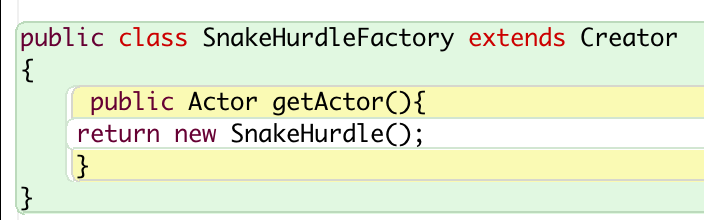 public class SnakeHurdleFactory extends Creator
{
public Actor getActor(){
return new SnakeHurdle();
}
}